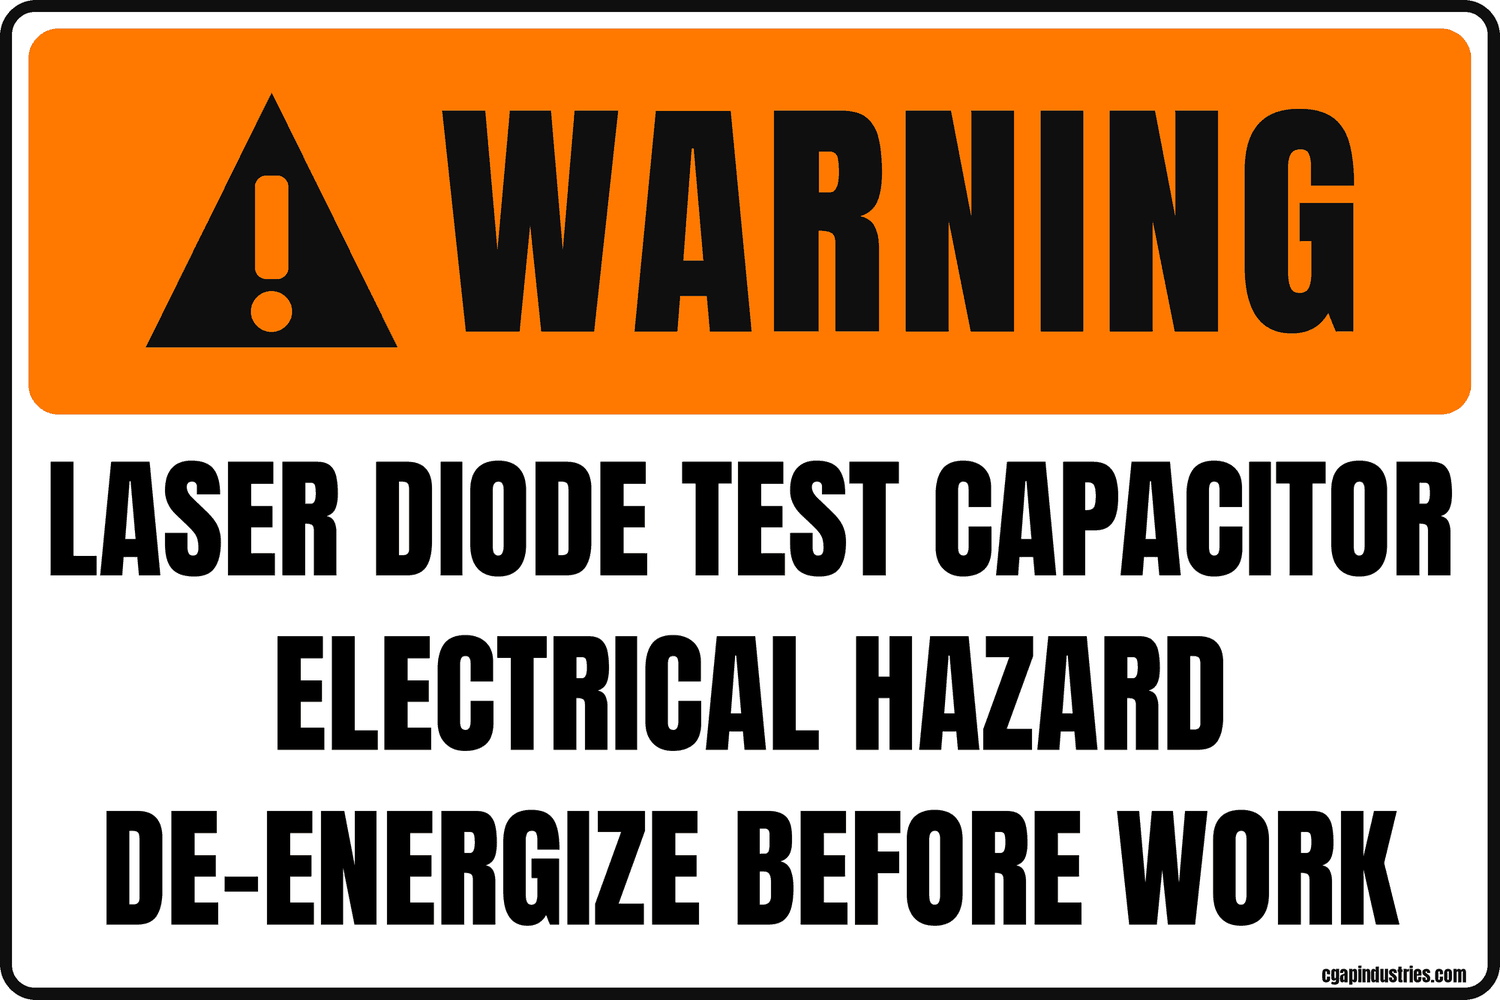 WARNING
LASER DIODE TEST CAPACITOR
ELECTRICAL HAZARD
DE-ENERGIZE BEFORE WORK
cgapindustries.com